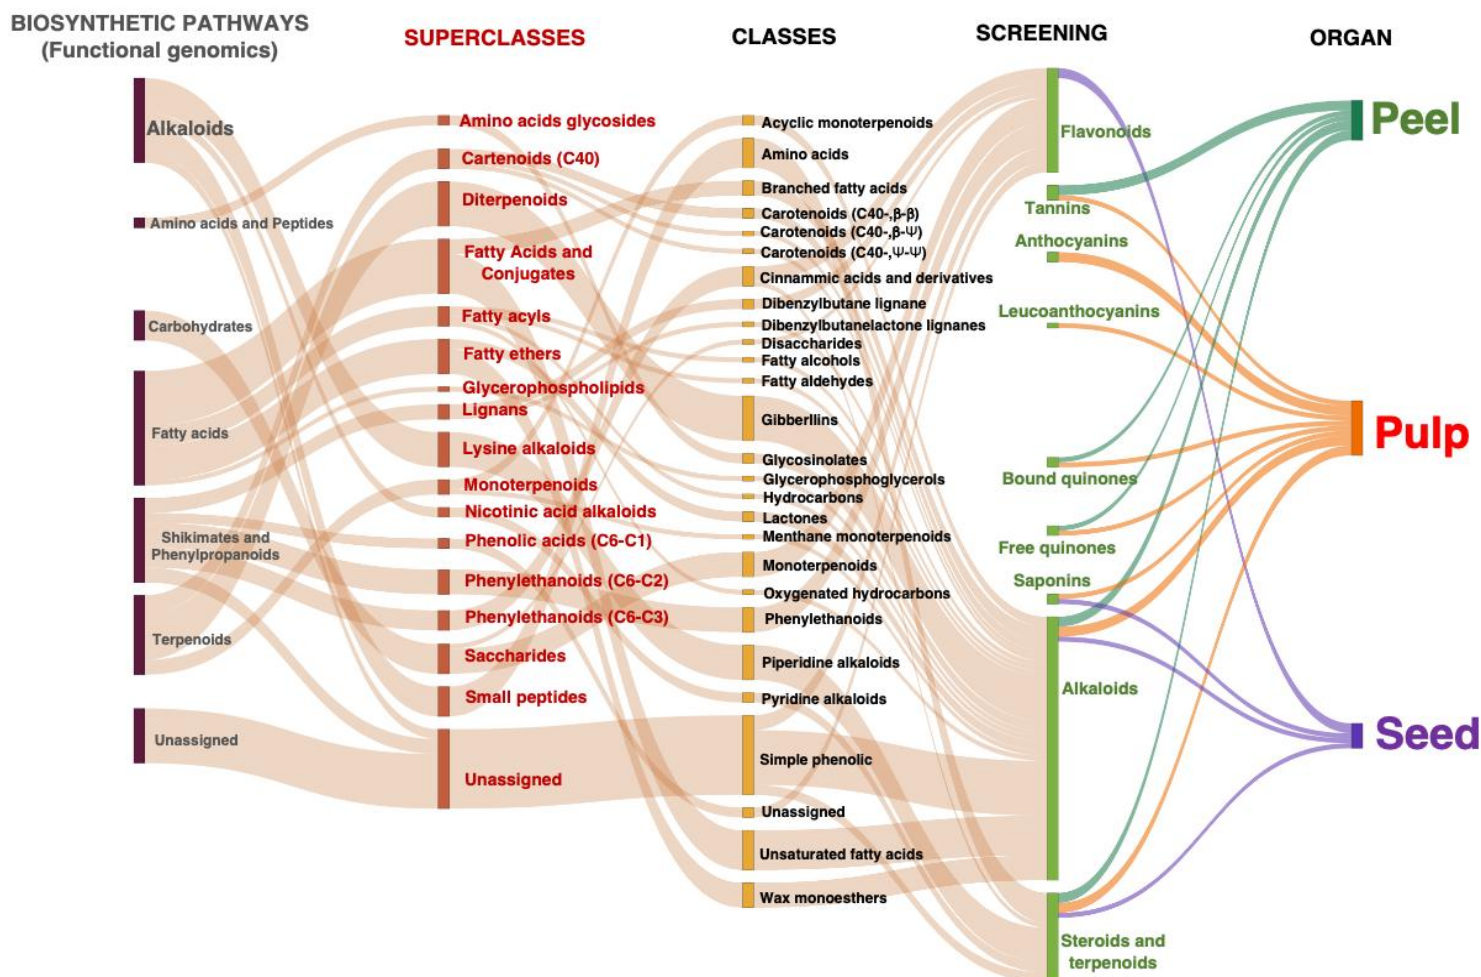 BIOSYNTHETIC PATHWAYS
(Functional genomics)
SUPERCLASSES
CLASSES
SCREENING
ORGAN
Alkaloids
Amino acids and Peptides
Carbohydrates
Fatty acids
Shikimates and
Phenylpropanoids
Terpenoids
Unassigned
Amino acids glycosides
Cartenoids (C40)
Diterpenoids
Fatty Acids and
Conjugates
Fatty acyls
Fatty ethers
Glycerophospholipids
Lignans
Lysine alkaloids
Monoterpenoids
Nicotinic acid alkaloids
Phenolic acids (C6-C1)
Phenylethanoids (C6-C2)
Phenylethanoids (C6-C3)
Saccharides
Small peptides
Unassigned
Acyclic monoterpenoids
Amino acids
Branched fatty acids
Carotenoids (C40-,β-β)
Carotenoids (C40-,β-Ψ)
Carotenoids (C40-,Ψ-Ψ)
Cinnammic acids and derivatives
Dibenzylbutane lignane
Dibenzylbutanelactone lignanes
Disaccharides
Fatty alcohols
Fatty aldehydes
Gibberllins
Glycosinolates
Glycerophosphoglycerols
Hydrocarbons
Lactones
Menthane monoterpenoids
Monoterpenoids
Oxygenated hydrocarbons
Phenylethanoids
Piperidine alkaloids
Pyridine alkaloids
Simple phenolic
Unassigned
Unsaturated fatty acids
Wax monoesthers
Flavonoids
Tannins
Anthocyanins
Leucoanthocyanins
Bound quinones
Free quinones
Saponins
Alkaloids
Steroids and
terpenoids
Peel
Pulp
Seed